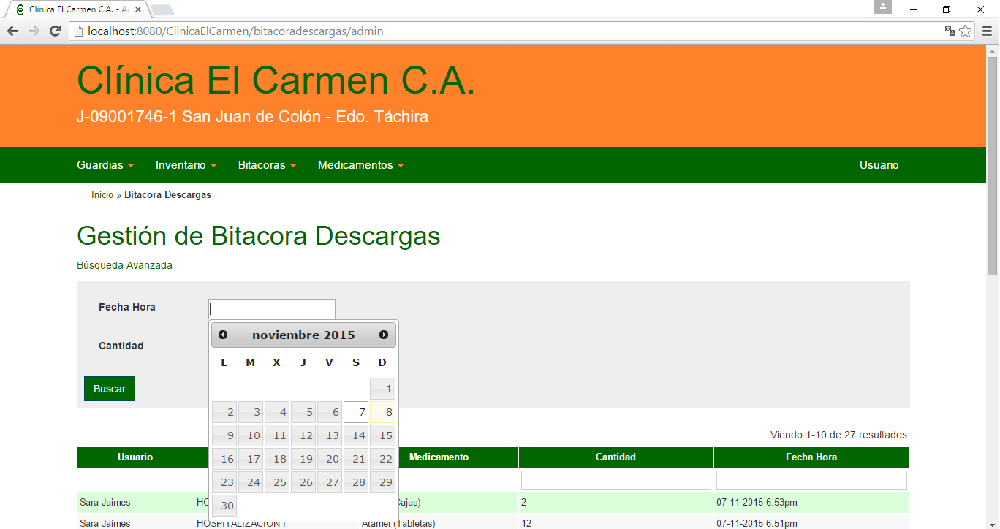 Clínica El Carmen C.A. - Ac
localhost:8080/ClinicaElCarmen/bitacoradescargas/admin
Clínica El Carmen C.A.
J-09001746-1 San Juan de Colón - Edo. Táchira
Guardias Inventario Bitacoras Medicamentos Usuario
Inicio » Bitacora Descargas
Gestión de Bitacora Descargas
Búsqueda Avanzada
Fecha Hora
noviembre 2015
Cantidad
L M X J V S D
1
Buscar
2 3 4 5 6 7 8
9 10 11 12 13 14 15
Viendo 1-10 de 27 resultados.
16 17 18 19 20 21 22
Usuario Medicamento Cantidad Fecha Hora
23 24 25 26 27 28 29
30
Sara Jaimes HO Cajas) 2 07-11-2015 6:53pm
Sara Jaimes HOSPITALIZACION I Atamel (Tabletas) 12 07-11-2015 6:51pm